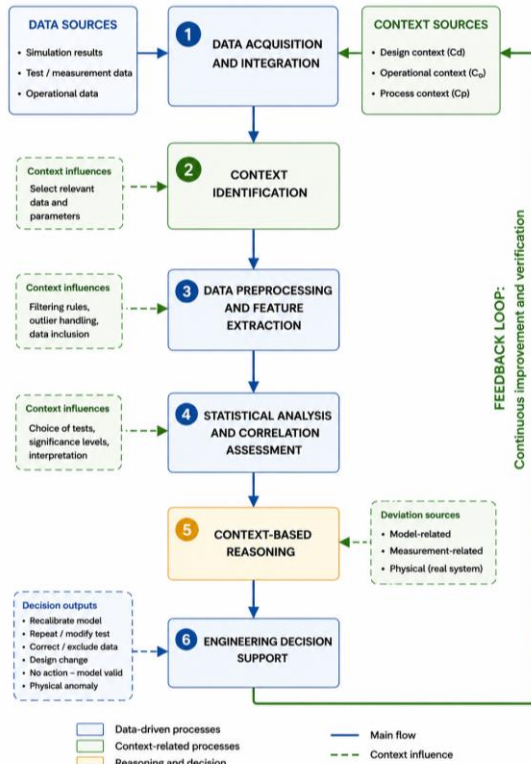 DATA SOURCES
• Simulation results
• Test / measurement data
• Operational data
1
DATA ACQUISITION
AND INTEGRATION
CONTEXT SOURCES
• Design context (Cd)
• Operational context (Cₒ)
• Process context (Cp)
Context influences
Select relevant
data and
parameters
2
CONTEXT
IDENTIFICATION
Context influences
Filtering rules,
outlier handling,
data inclusion
3
DATA PREPROCESSING
AND FEATURE
EXTRACTION
Context influences
Choice of tests,
significance levels,
interpretation
4
STATISTICAL ANALYSIS
AND CORRELATION
ASSESSMENT
5
CONTEXT-BASED
REASONING
Deviation sources
• Model-related
• Measurement-related
• Physical (real system)
Decision outputs
• Recalibrate model
• Repeat / modify test
• Correct / exclude data
• Design change
• No action – model valid
• Physical anomaly
6
ENGINEERING DECISION
SUPPORT
FEEDBACK LOOP:
Continuous improvement and verification
Data-driven processes
Context-related processes
Reasoning and decision
Main flow
Context influence